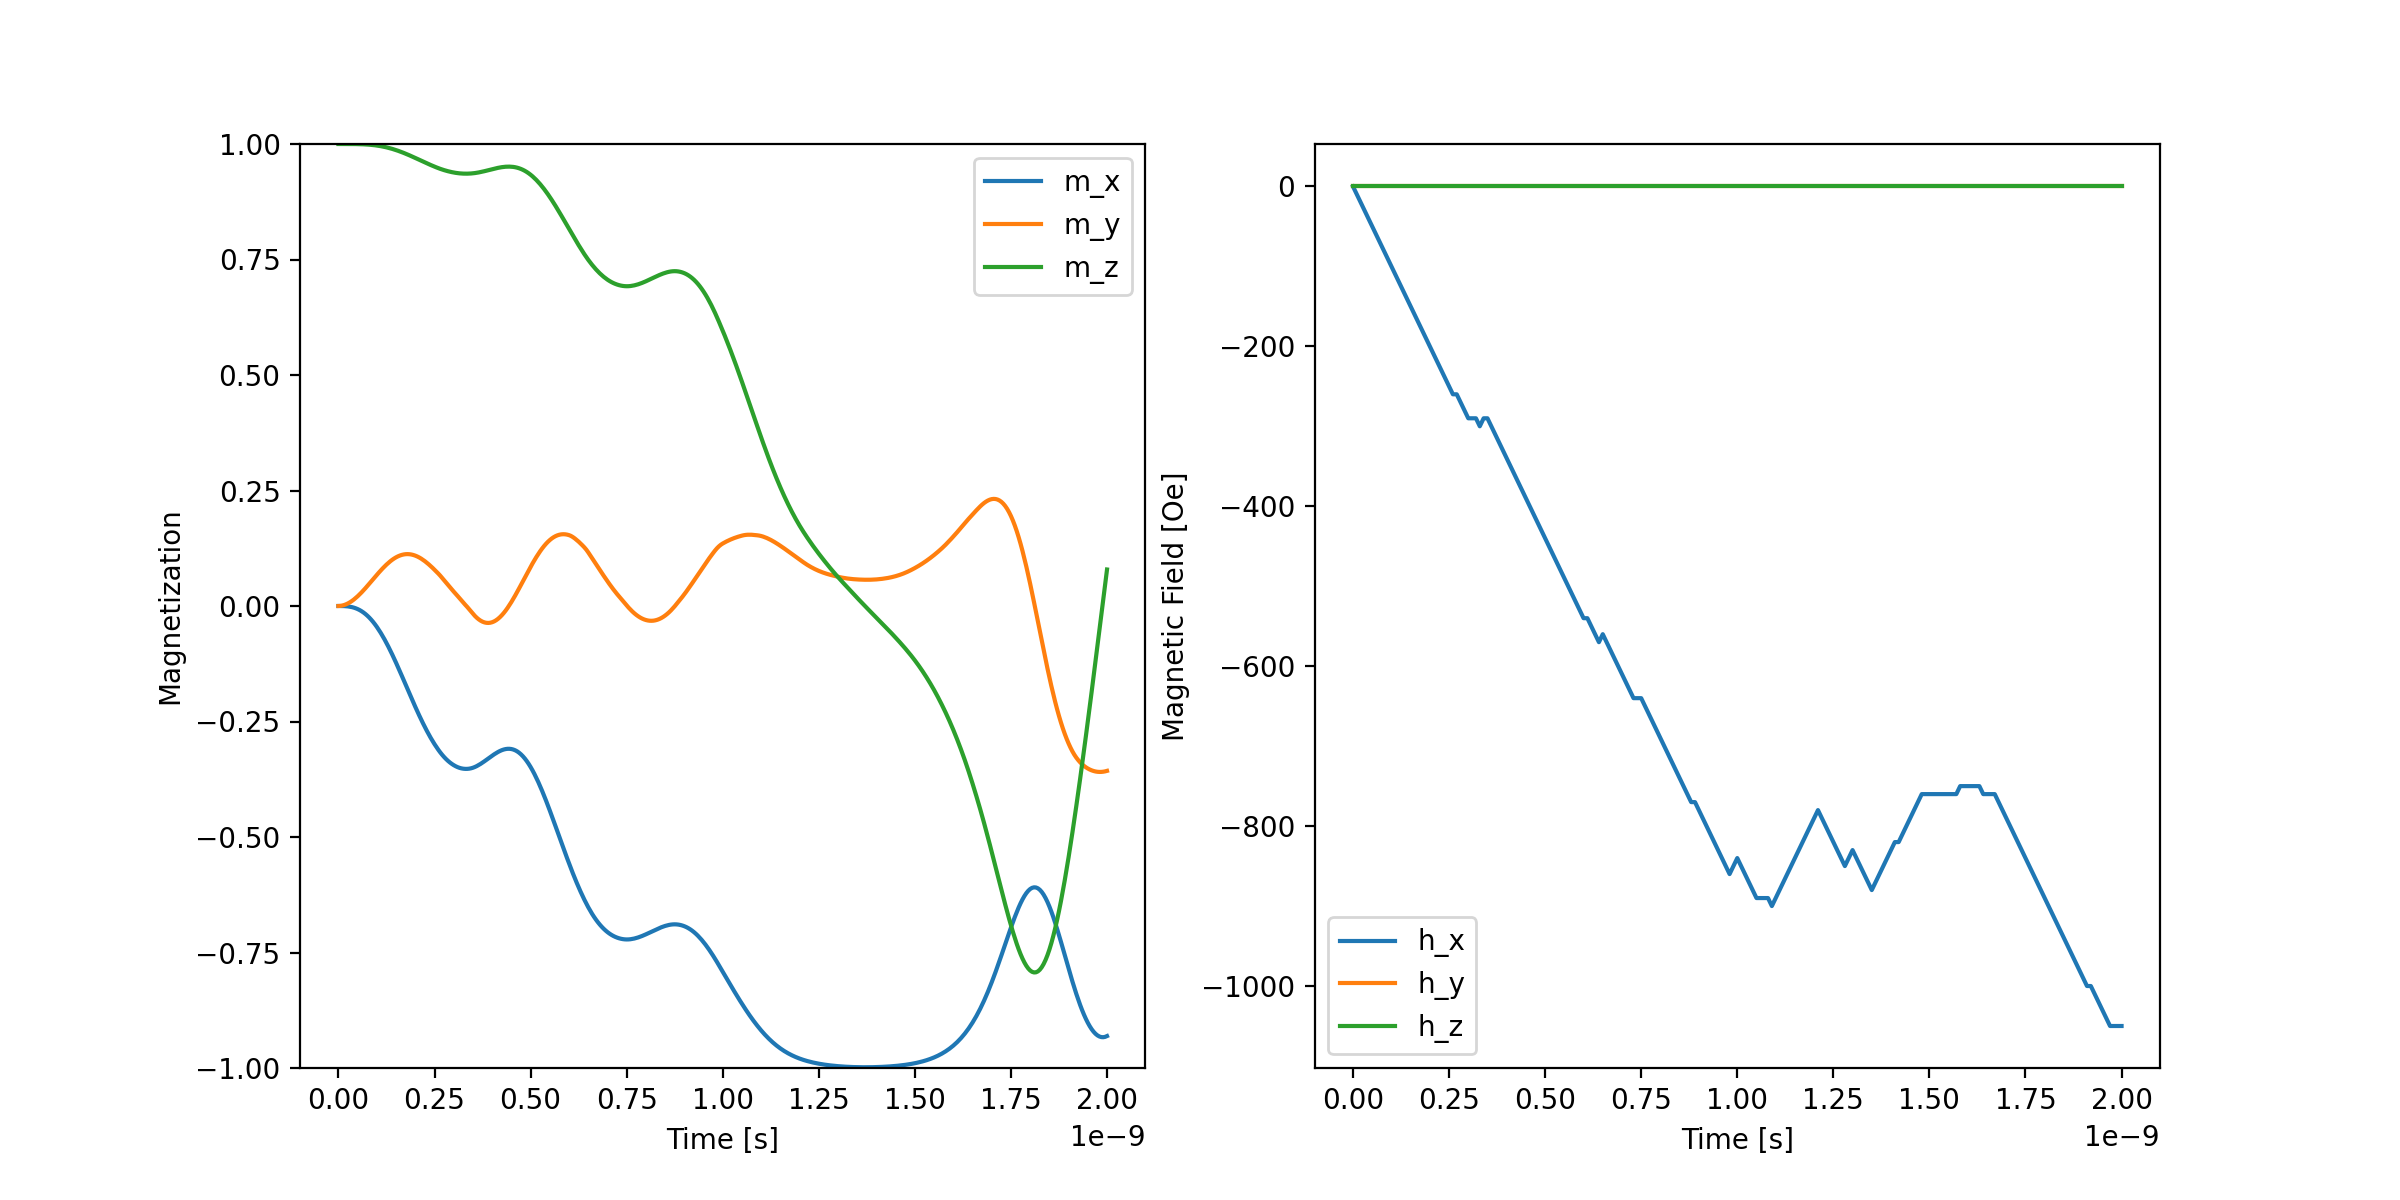 1.00
0.75
0.50
0.25
0.00
−0.25
−0.50
−0.75
−1.00
Magnetization
m_x
m_y
m_z
0.00 0.25 0.50 0.75 1.00 1.25 1.50 1.75 2.00
Time [s]
1e−9
0
−200
−400
−600
−800
−1000
Magnetic Field [Oe]
h_x
h_y
h_z
0.00 0.25 0.50 0.75 1.00 1.25 1.50 1.75 2.00
Time [s]
1e−9